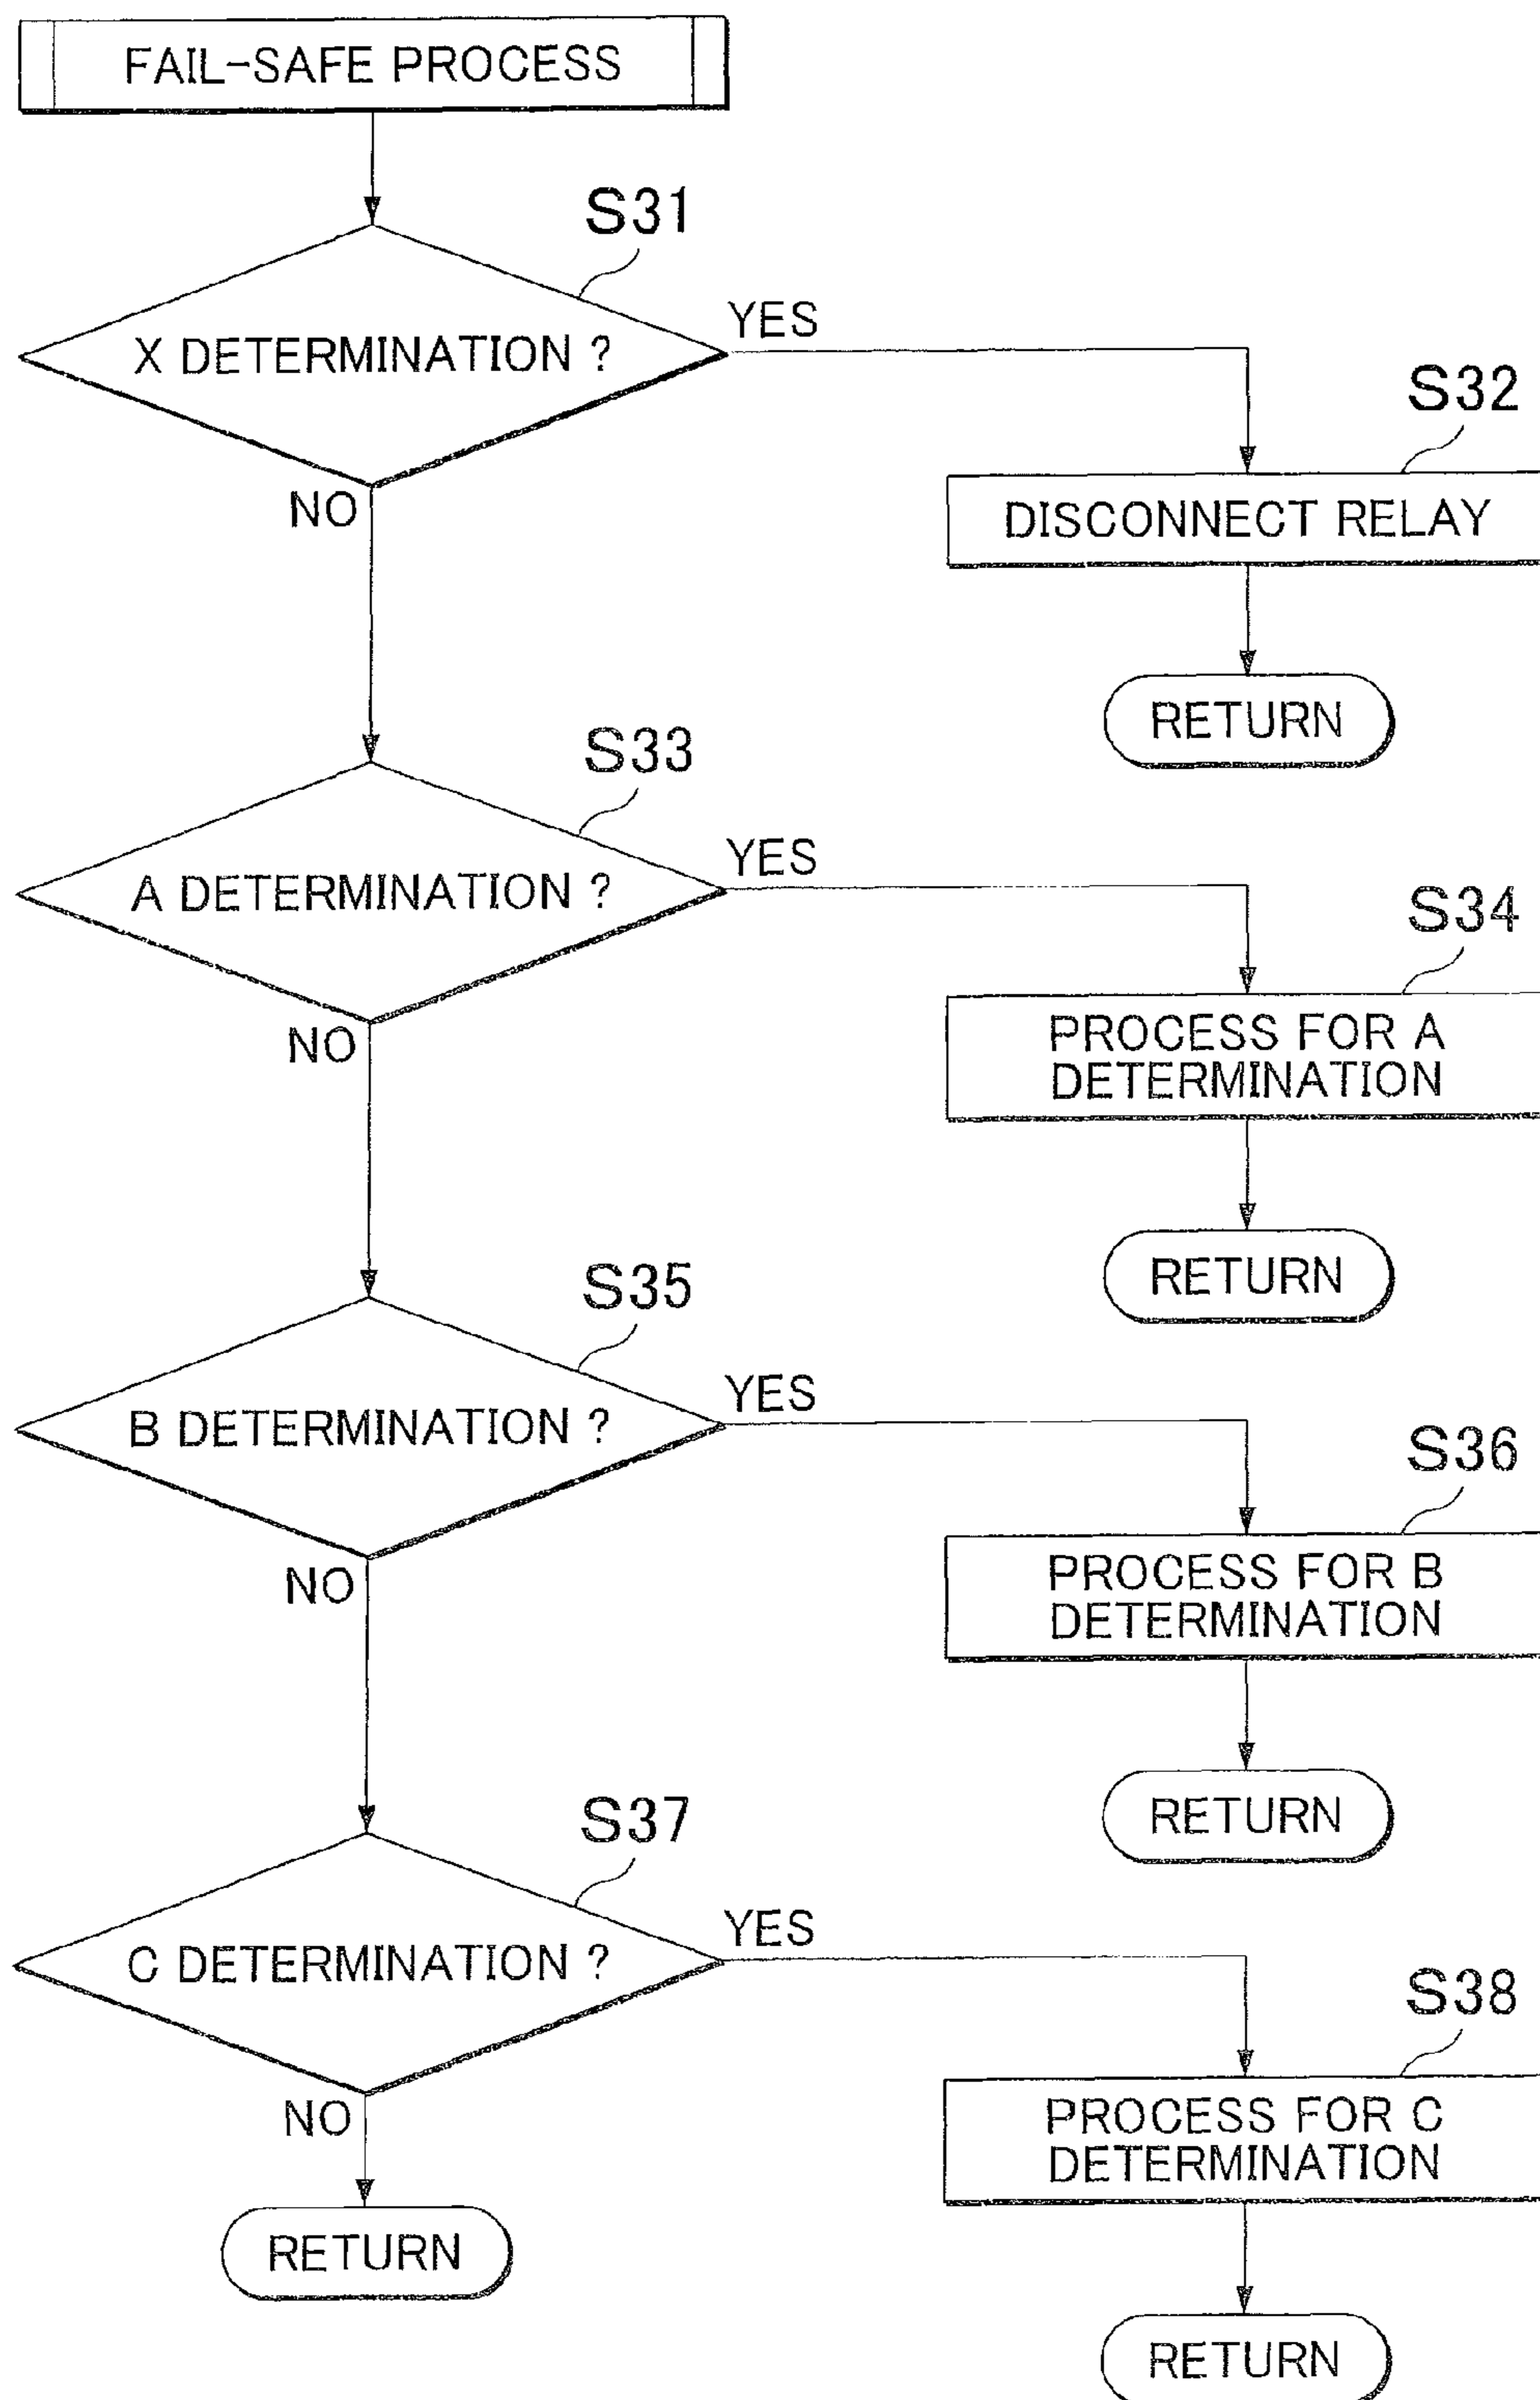 FAIL-SAFE PROCESS
S31
X DETERMINATION ?
YES
NO
S32
DISCONNECT RELAY
RETURN
S33
A DETERMINATION ?
YES
NO
S34
PROCESS FOR A
DETERMINATION
RETURN
S35
B DETERMINATION ?
YES
NO
S36
PROCESS FOR B
DETERMINATION
RETURN
S37
C DETERMINATION ?
YES
NO
RETURN
S38
PROCESS FOR C
DETERMINATION
RETURN